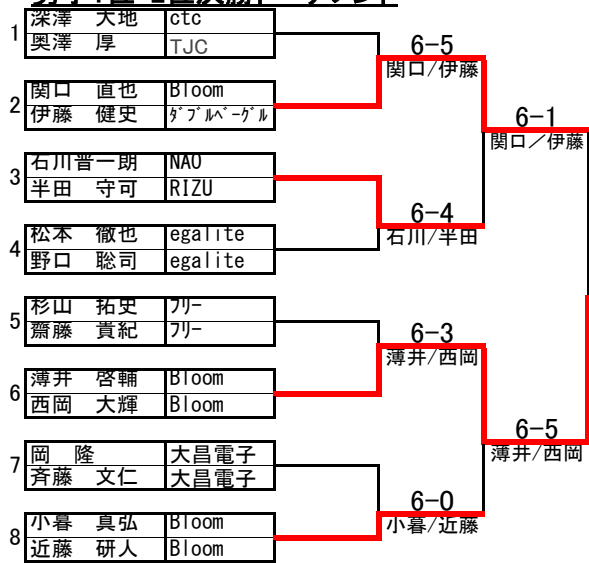 1 深澤 大地 ctc
奥澤 厚 TJC
6-5
関口/伊藤
2 関口 直也 Bloom
伊藤 健史 ﾀﾞﾌﾞﾙﾍﾞｰｸﾞﾙ
6-1
関口／伊藤
3 石川晋一朗 NAO
半田 守可 RIZU
6-4
石川/半田
4 松本 徹也 egalite
野口 聡司 egalite
5 杉山 拓史 ﾌﾘｰ
齋藤 貴紀 ﾌﾘｰ
6-3
薄井/西岡
6 薄井 啓輔 Bloom
西岡 大輝 Bloom
6-5
薄井/西岡
7 岡 隆 大昌電子
斉藤 文仁 大昌電子
6-0
小暮/近藤
8 小暮 真弘 Bloom
近藤 研人 Bloom